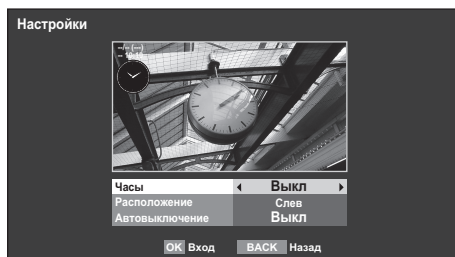 Настройки
Часы Выкл
Расположение Слев
Автовыключение Выкл
OK Вход BACK Назад